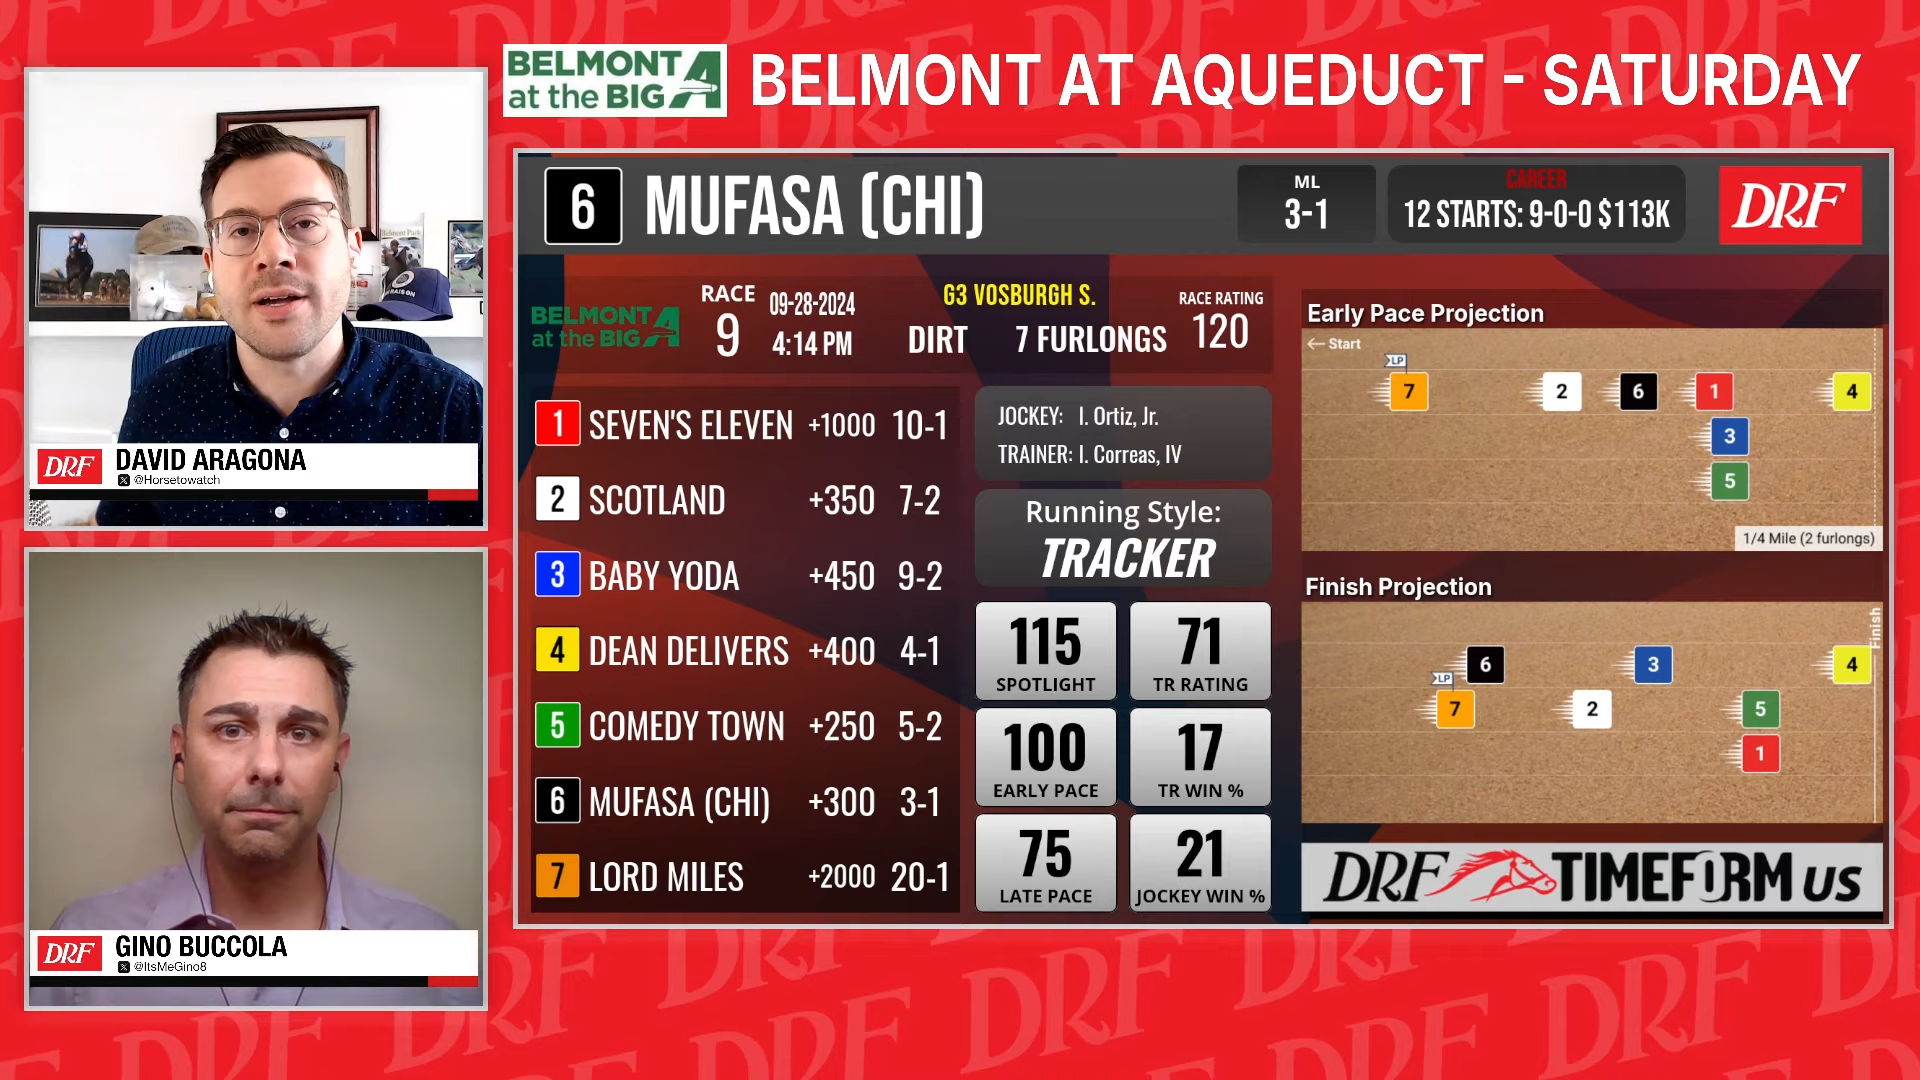 BELMONT at the BIG A
BELMONT AT AQUEDUCT - SATURDAY
DRF
DAVID ARAGONA
@Horsetowatch
DRF
GINO BUCCOLA
@ItsMeGino8
6
MUFASA (CHI)
ML
3-1
CAREER
12 STARTS: 9-0-0 $113K
DRF
BELMONT at the BIG A
RACE
9
09-28-2024
4:14 PM
G3 VOSBURGH S.
DIRT 7 FURLONGS
RACE RATING
120
1 SEVEN'S ELEVEN +1000 10-1
2 SCOTLAND +350 7-2
3 BABY YODA +450 9-2
4 DEAN DELIVERS +400 4-1
5 COMEDY TOWN +250 5-2
6 MUFASA (CHI) +300 3-1
7 LORD MILES +2000 20-1
JOCKEY: I. Ortiz, Jr.
TRAINER: I. Correas, IV
Running Style:
TRACKER
115
SPOTLIGHT
71
TR RATING
100
EARLY PACE
17
TR WIN %
75
LATE PACE
21
JOCKEY WIN %
Early Pace Projection
← Start
LP
7 2 6 1 4
3
5
1/4 Mile (2 furlongs)
Finish Projection
Finish
6 3 4
LP
7 2 5
1
DRF TIMEFORM US